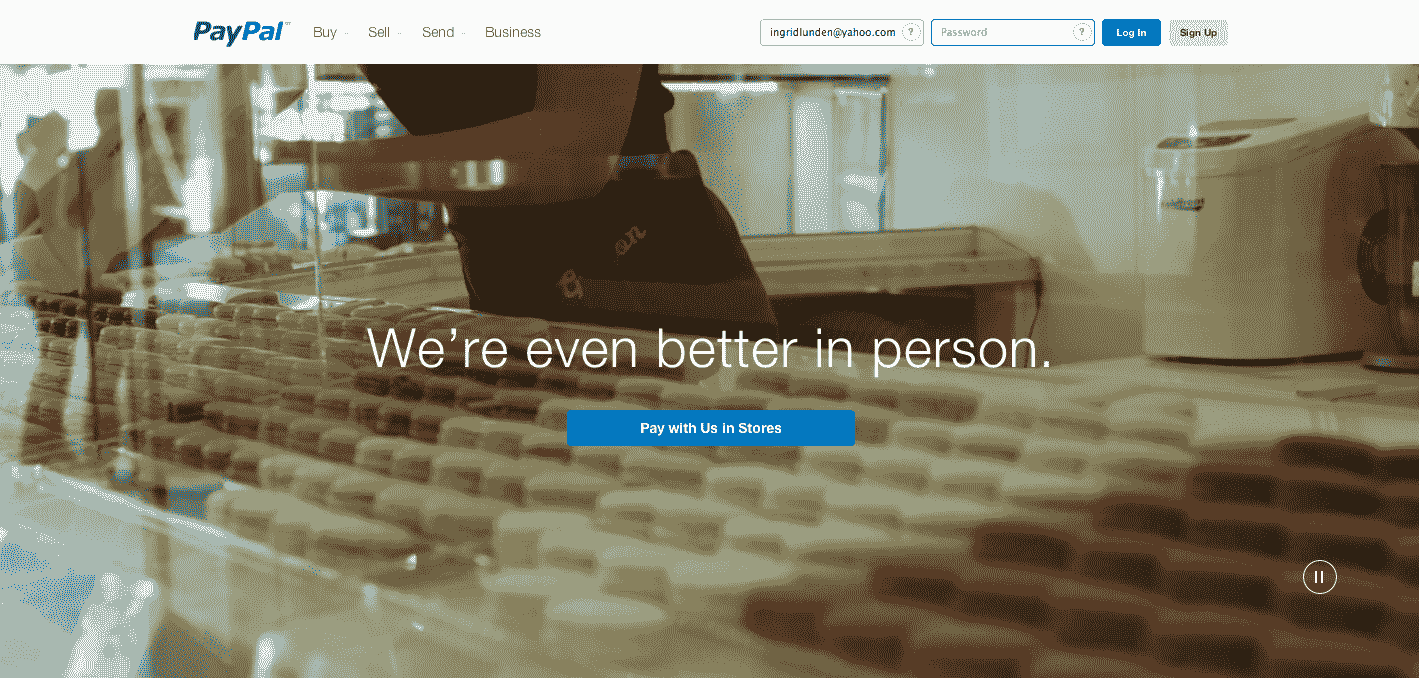 PayPal
Buy Sell Send Business
ingridlunden@yahoo.com ? Password ? Log In Sign Up
We’re even better in person.
Pay with Us in Stores